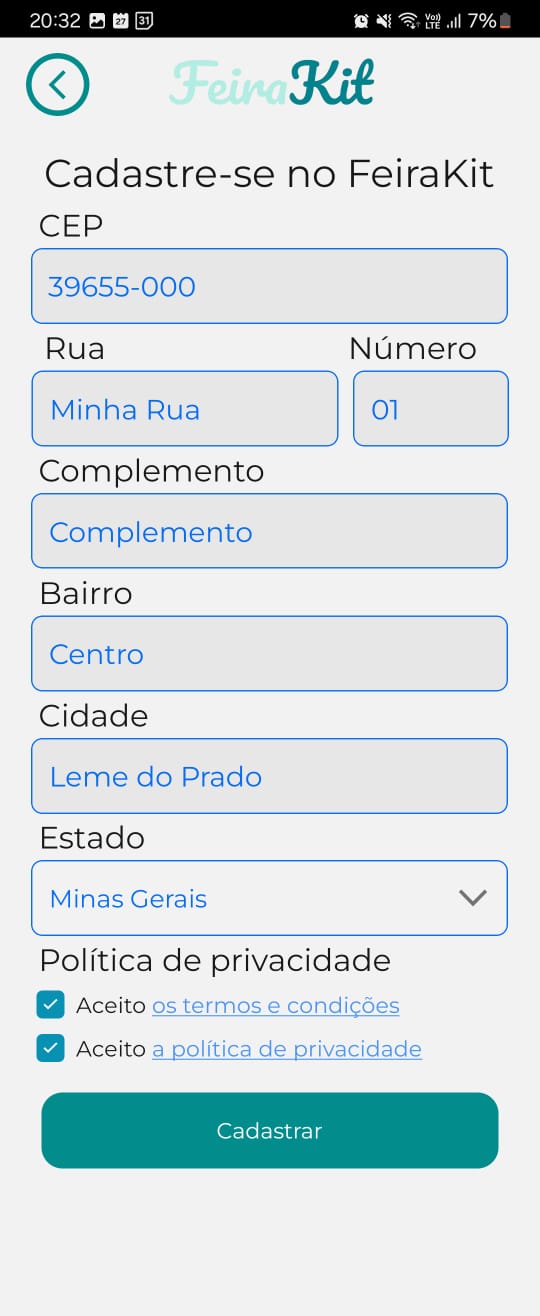 20:32 27 31 Vo)) LTE 7%
FeiraKit
Cadastre-se no FeiraKit
CEP
39655-000
Rua Número
Minha Rua 01
Complemento
Complemento
Bairro
Centro
Cidade
Leme do Prado
Estado
Minas Gerais
Política de privacidade
Aceito os termos e condições
Aceito a política de privacidade
Cadastrar